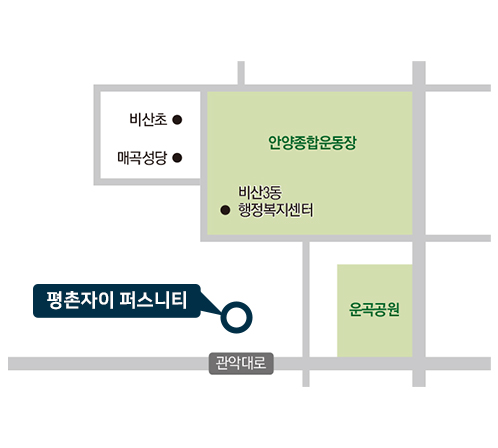 비산초
안양종합운동장
매곡성당
비산3동
행정복지센터
평촌자이 퍼스니티
운곡공원
관악대로